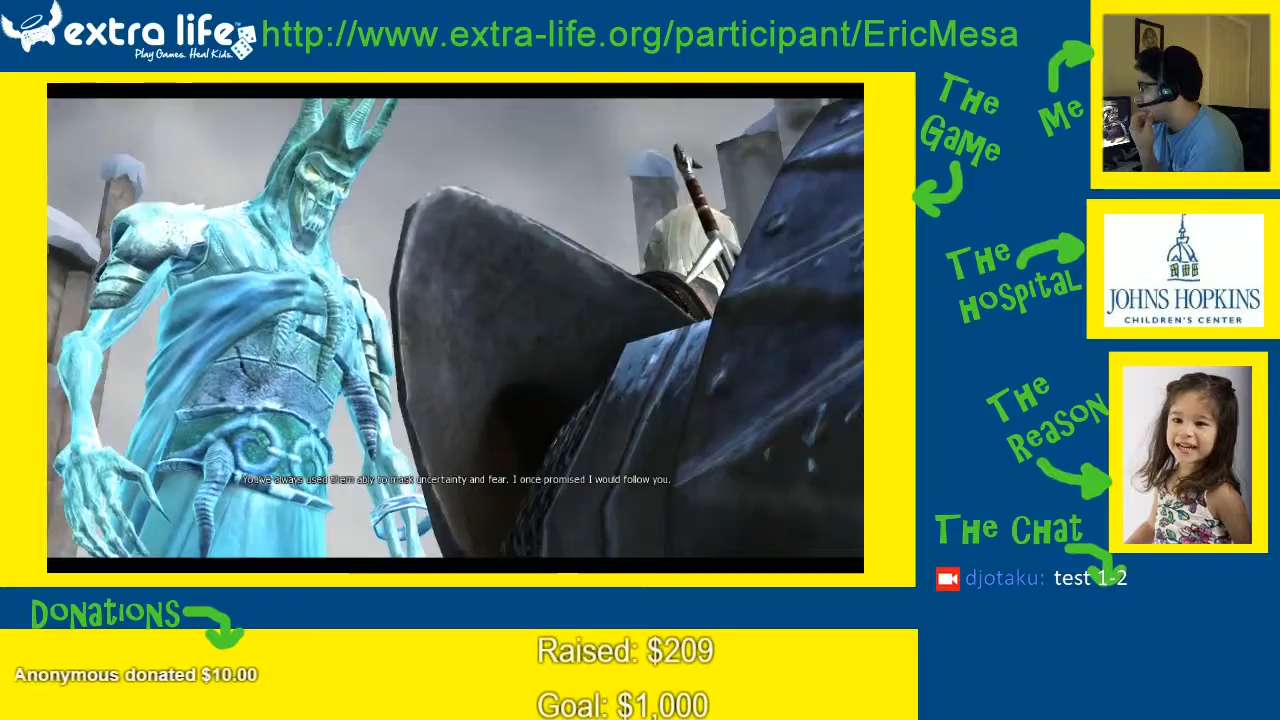 extra life
Play Games. Heal Kids.
http://www.extra-life.org/participant/EricMesa
The Game
Me
The Hospital
JOHNS HOPKINS
CHILDREN'S CENTER
The Reason
You've always used them ably to mask uncertainty and fear. I once promised I would follow you.
The Chat
djotaku: test 1-2
Donations
Anonymous donated $10.00
Raised: $209
Goal: $1,000